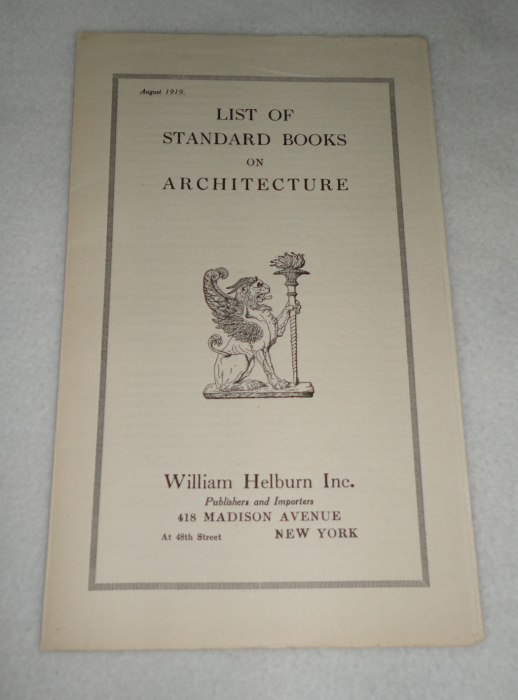 August 1919,
LIST OF
STANDARD BOOKS
ON
ARCHITECTURE
William Helburn Inc.
Publishers and Importers
418 MADISON AVENUE
At 48th Street NEW YORK